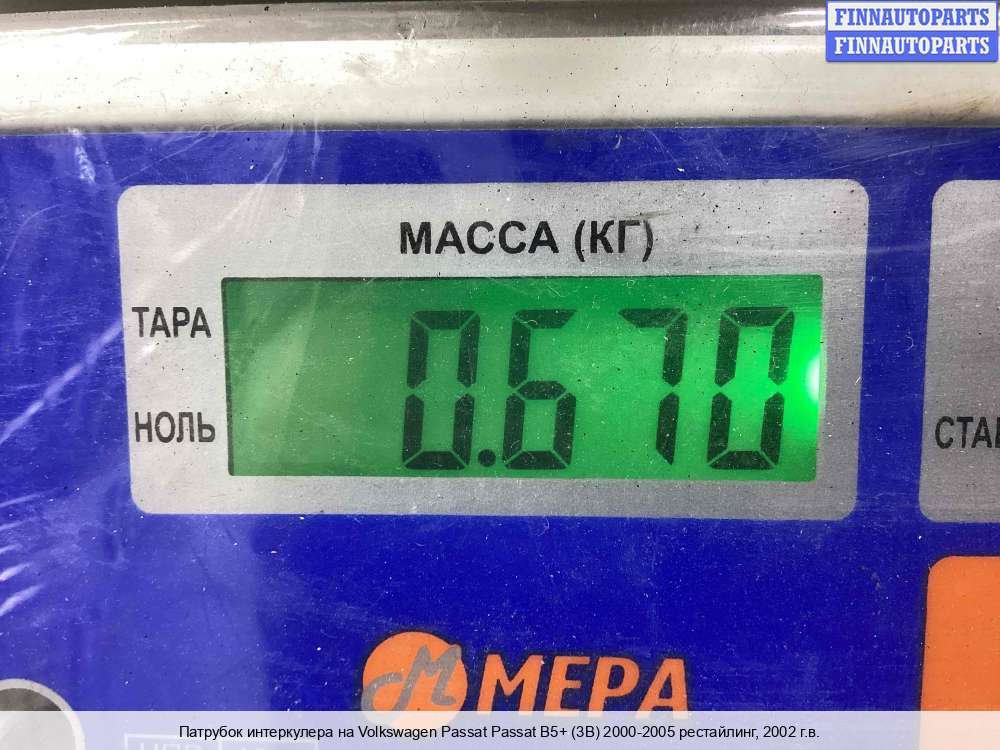 FINNAUTOPARTS
FINNAUTOPARTS
МАССА (КГ)
ТАРА
0.670
НОЛЬ
МЕРА
Патрубок интеркулера на Volkswagen Passat Passat B5+ (3B) 2000-2005 рестайлинг, 2002 г.в.